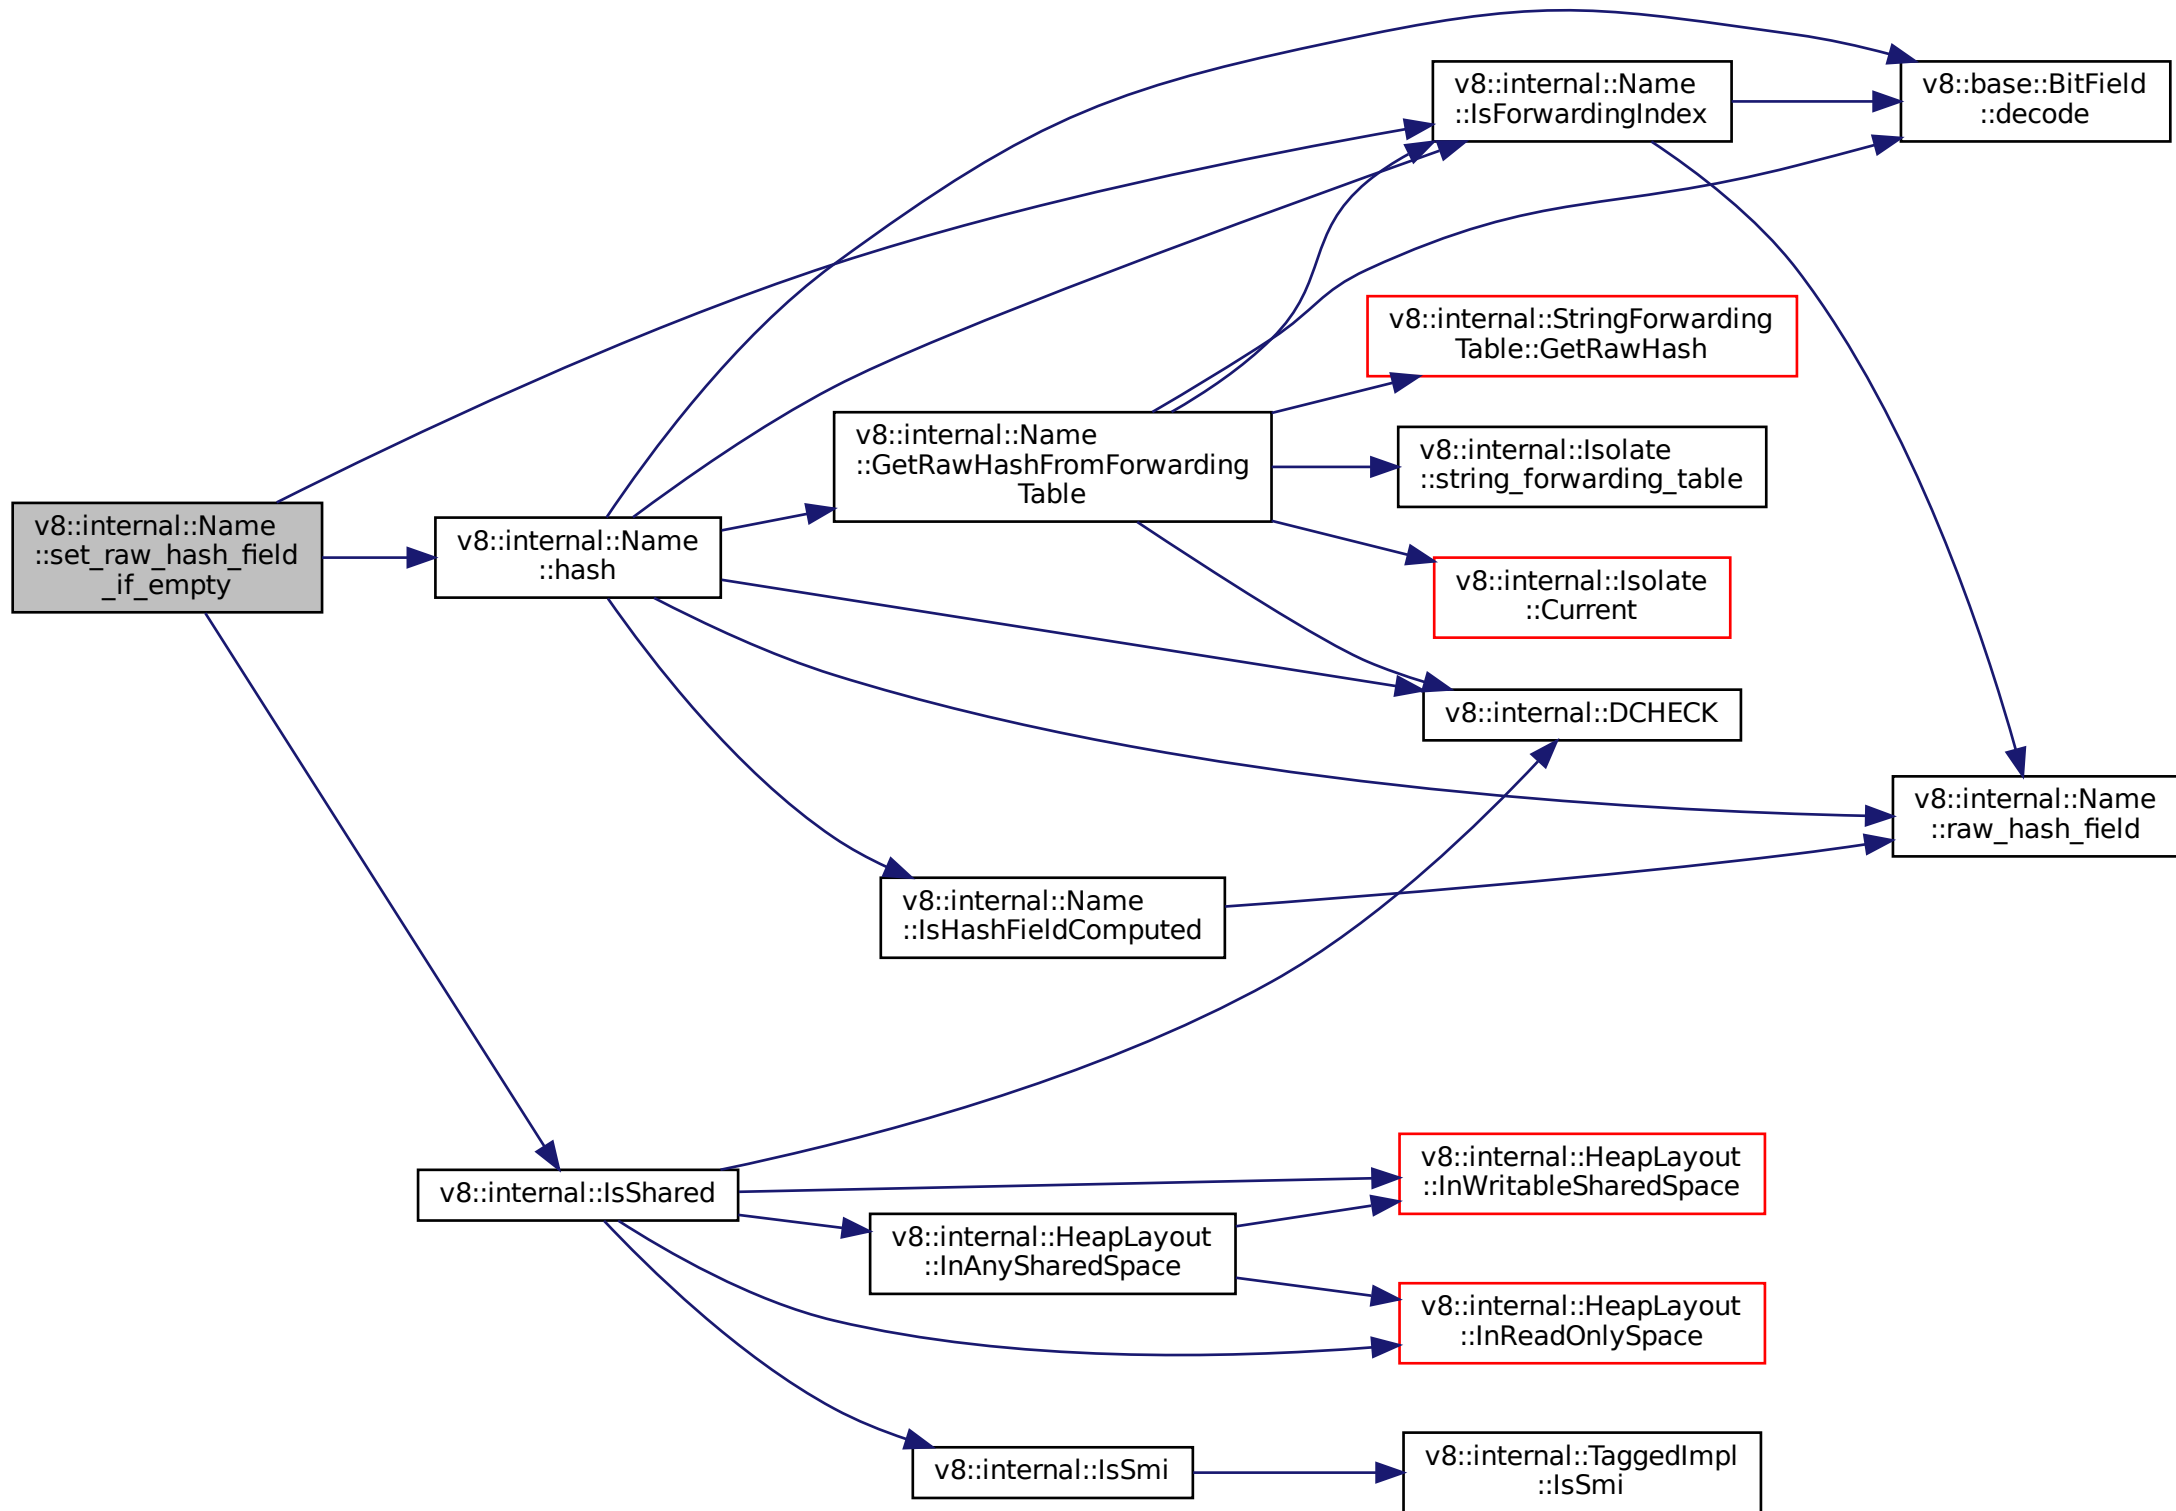 v8::internal::Name
::IsForwardingIndex
v8::base::BitField
::decode
v8::internal::StringForwarding
Table::GetRawHash
v8::internal::Name
::GetRawHashFromForwarding
Table
v8::internal::Isolate
::string_forwarding_table
v8::internal::Name
::set_raw_hash_field
_if_empty
v8::internal::Name
::hash
v8::internal::Isolate
::Current
v8::internal::DCHECK
v8::internal::Name
::raw_hash_field
v8::internal::Name
::IsHashFieldComputed
v8::internal::IsShared
v8::internal::HeapLayout
::InWritableSharedSpace
v8::internal::HeapLayout
::InAnySharedSpace
v8::internal::HeapLayout
::InReadOnlySpace
v8::internal::IsSmi
v8::internal::TaggedImpl
::IsSmi